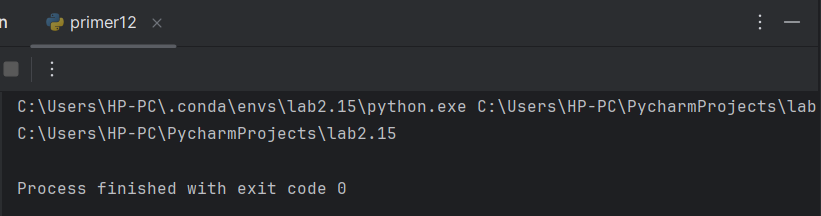 n primer12
C:\Users\HP-PC\.conda\envs\lab2.15\python.exe C:\Users\HP-PC\PycharmProjects\lab
C:\Users\HP-PC\PycharmProjects\lab2.15
Process finished with exit code 0